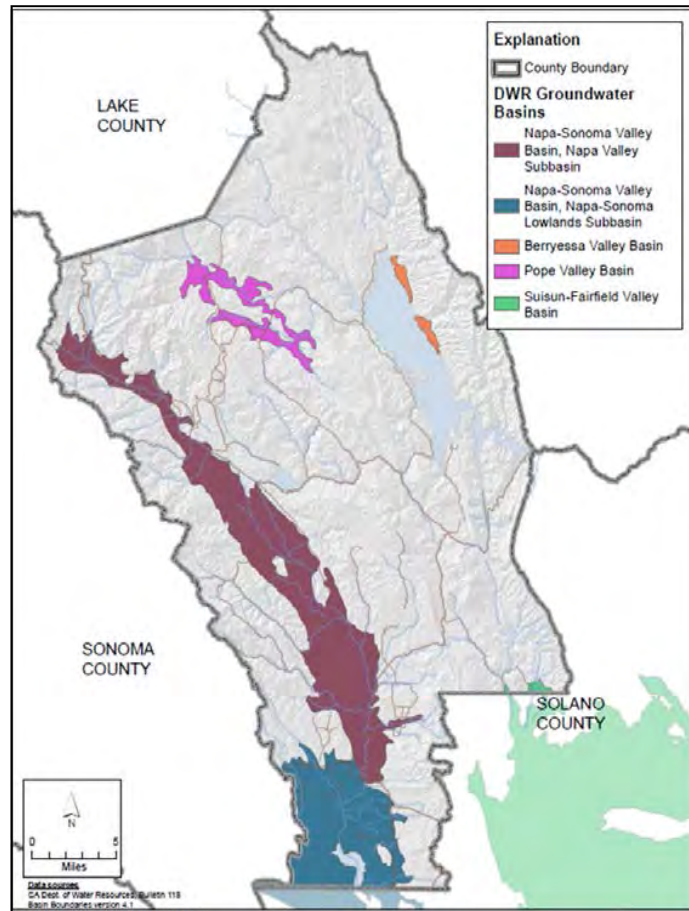 Explanation
County Boundary
DWR Groundwater
Basins
Napa-Sonoma Valley
Basin, Napa Valley
Subbasin
Napa-Sonoma Valley
Basin, Napa-Sonoma
Lowlands Subbasin
Berryessa Valley Basin
Pope Valley Basin
Suisun-Fairfield Valley
Basin
LAKE
COUNTY
SONOMA
COUNTY
SOLANO
COUNTY
N
0 5
Miles
Data sources
CA Dept. of Water Resources, Bulletin 118
Basin Boundaries version 4.1